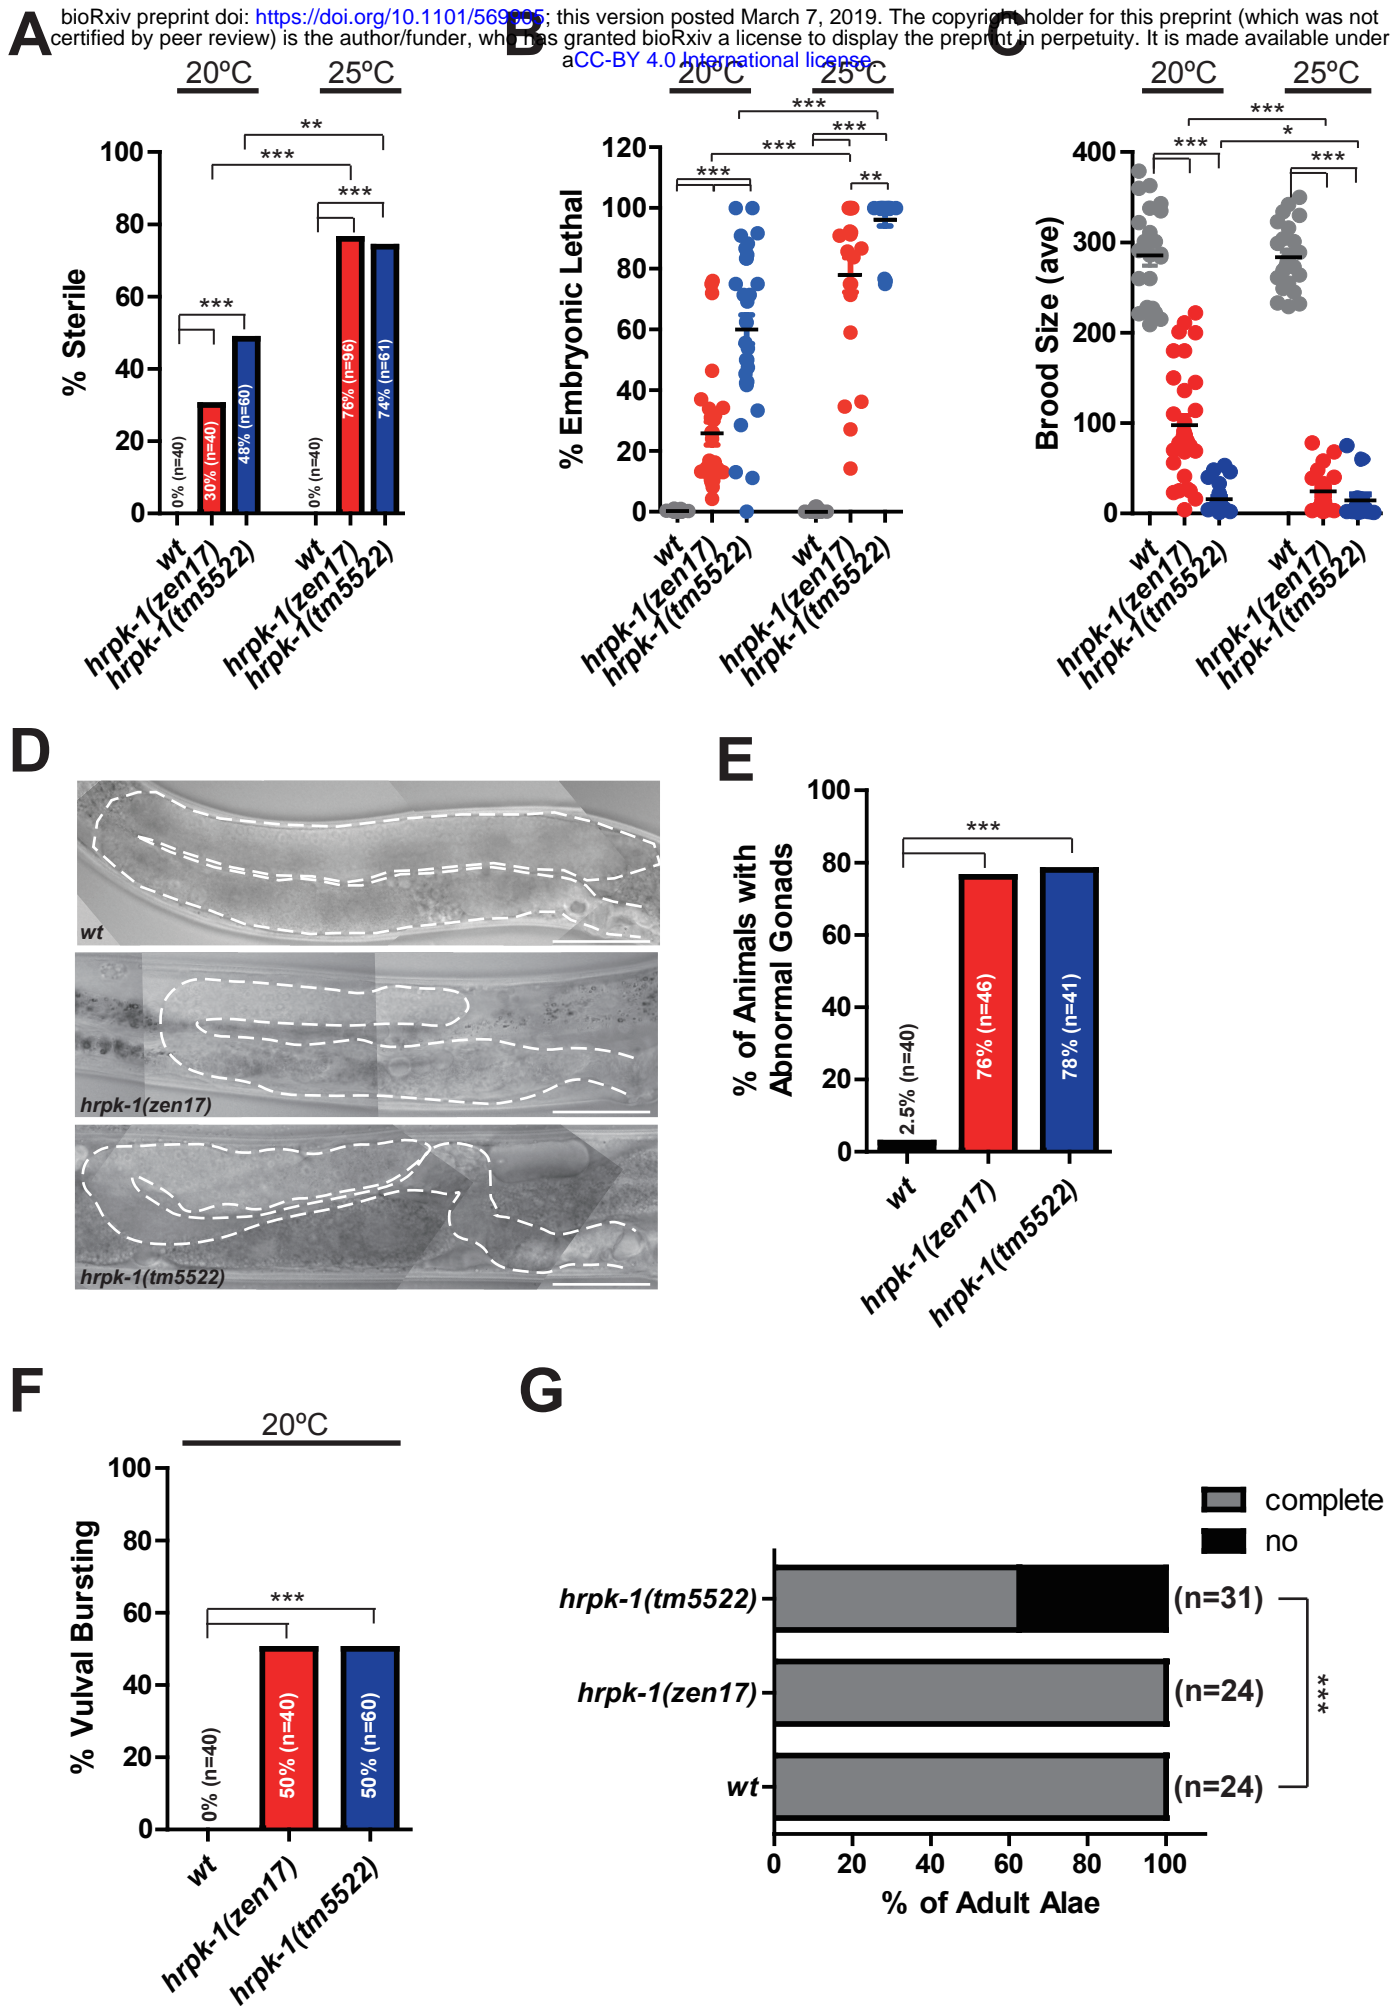 bioRxiv preprint doi: https://doi.org/10.1101/569905; this version posted March 7, 2019. The copyright holder for this preprint (which was not
certified by peer review) is the author/funder, who has granted bioRxiv a license to display the preprint in perpetuity. It is made available under
aCC-BY 4.0 International license.
A
20ºC
25ºC
% Sterile
100
80
60
40
20
0
***
***
**
***
0% (n=40)
30% (n=40)
48% (n=60)
0% (n=40)
76% (n=96)
74% (n=61)
wt
hrpk-1(zen17)
hrpk-1(tm5522)
wt
hrpk-1(zen17)
hrpk-1(tm5522)
B
20ºC
25ºC
% Embryonic Lethal
120
100
80
60
40
20
0
***
***
***
***
**
wt
hrpk-1(zen17)
hrpk-1(tm5522)
wt
hrpk-1(zen17)
hrpk-1(tm5522)
C
20ºC
25ºC
Brood Size (ave)
400
300
200
100
0
***
*
***
***
wt
hrpk-1(zen17)
hrpk-1(tm5522)
wt
hrpk-1(zen17)
hrpk-1(tm5522)
D
wt
hrpk-1(zen17)
hrpk-1(tm5522)
E
% of Animals with
Abnormal Gonads
100
80
60
40
20
0
***
2.5% (n=40)
76% (n=46)
78% (n=41)
wt
hrpk-1(zen17)
hrpk-1(tm5522)
F
20ºC
% Vulval Bursting
100
80
60
40
20
0
***
0% (n=40)
50% (n=40)
50% (n=60)
wt
hrpk-1(zen17)
hrpk-1(tm5522)
G
complete
no
hrpk-1(tm5522)
(n=31)
hrpk-1(zen17)
(n=24)
wt
(n=24)
***
0 20 40 60 80 100
% of Adult Alae